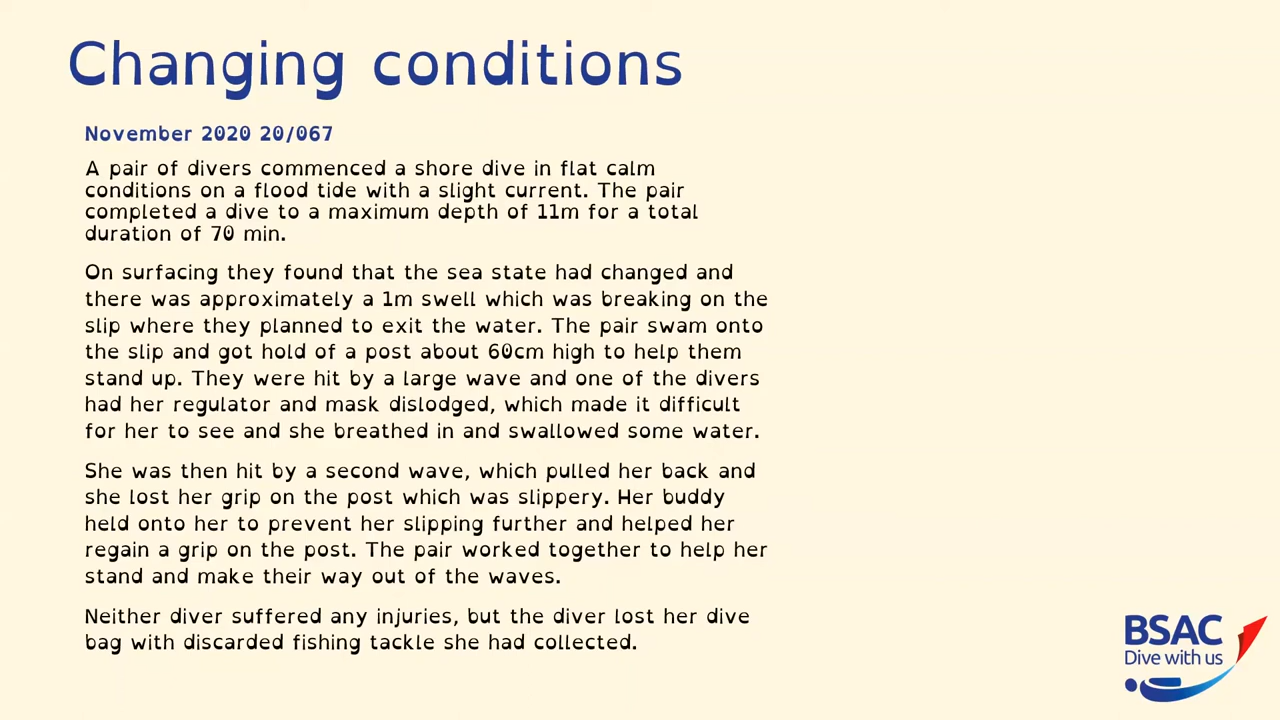 Changing conditions
November 2020 20/067
A pair of divers commenced a shore dive in flat calm
conditions on a flood tide with a slight current. The pair
completed a dive to a maximum depth of 11m for a total
duration of 70 min.
On surfacing they found that the sea state had changed and
there was approximately a 1m swell which was breaking on the
slip where they planned to exit the water. The pair swam onto
the slip and got hold of a post about 60cm high to help them
stand up. They were hit by a large wave and one of the divers
had her regulator and mask dislodged, which made it difficult
for her to see and she breathed in and swallowed some water.
She was then hit by a second wave, which pulled her back and
she lost her grip on the post which was slippery. Her buddy
held onto her to prevent her slipping further and helped her
regain a grip on the post. The pair worked together to help her
stand and make their way out of the waves.
Neither diver suffered any injuries, but the diver lost her dive
bag with discarded fishing tackle she had collected.
BSAC
Dive with us